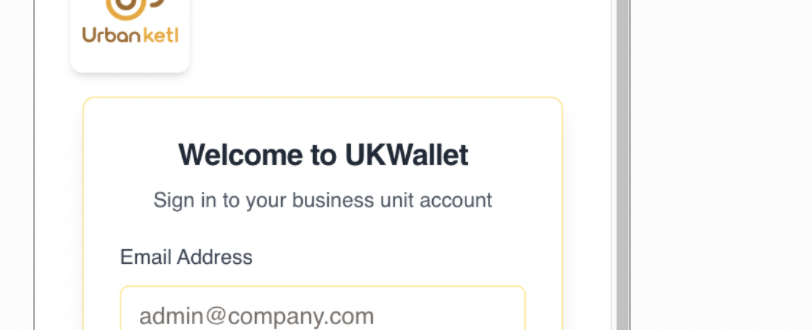 Urbanketl
Welcome to UKWallet
Sign in to your business unit account
Email Address
admin@company.com